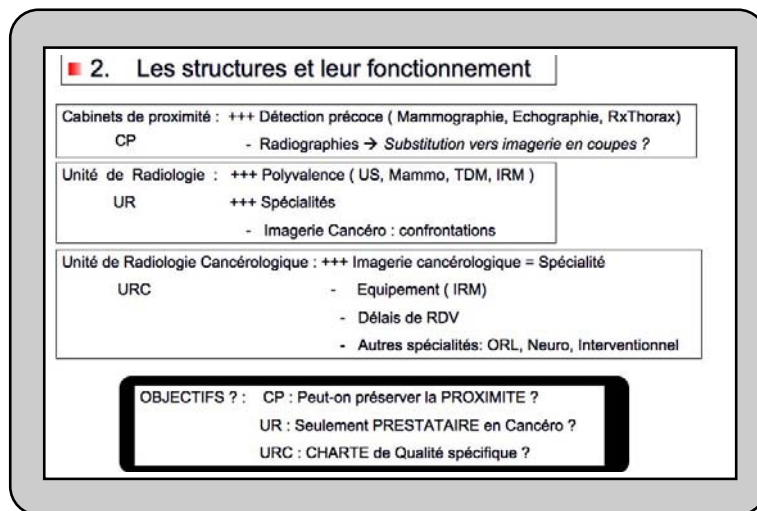 2. Les structures et leur fonctionnement
Cabinets de proximité : +++ Détection précoce ( Mammographie, Echographie, RxThorax)
CP - Radiographies → Substitution vers imagerie en coupes ?
Unité de Radiologie : +++ Polyvalence ( US, Mammo, TDM, IRM )
UR +++ Spécialités
- Imagerie Cancéro : confrontations
Unité de Radiologie Cancérologique : +++ Imagerie cancérologique = Spécialité
URC - Equipement ( IRM)
- Délais de RDV
- Autres spécialités: ORL, Neuro, Interventionnel
OBJECTIFS ? : CP : Peut-on préserver la PROXIMITE ?
UR : Seulement PRESTATAIRE en Cancéro ?
URC : CHARTE de Qualité spécifique ?